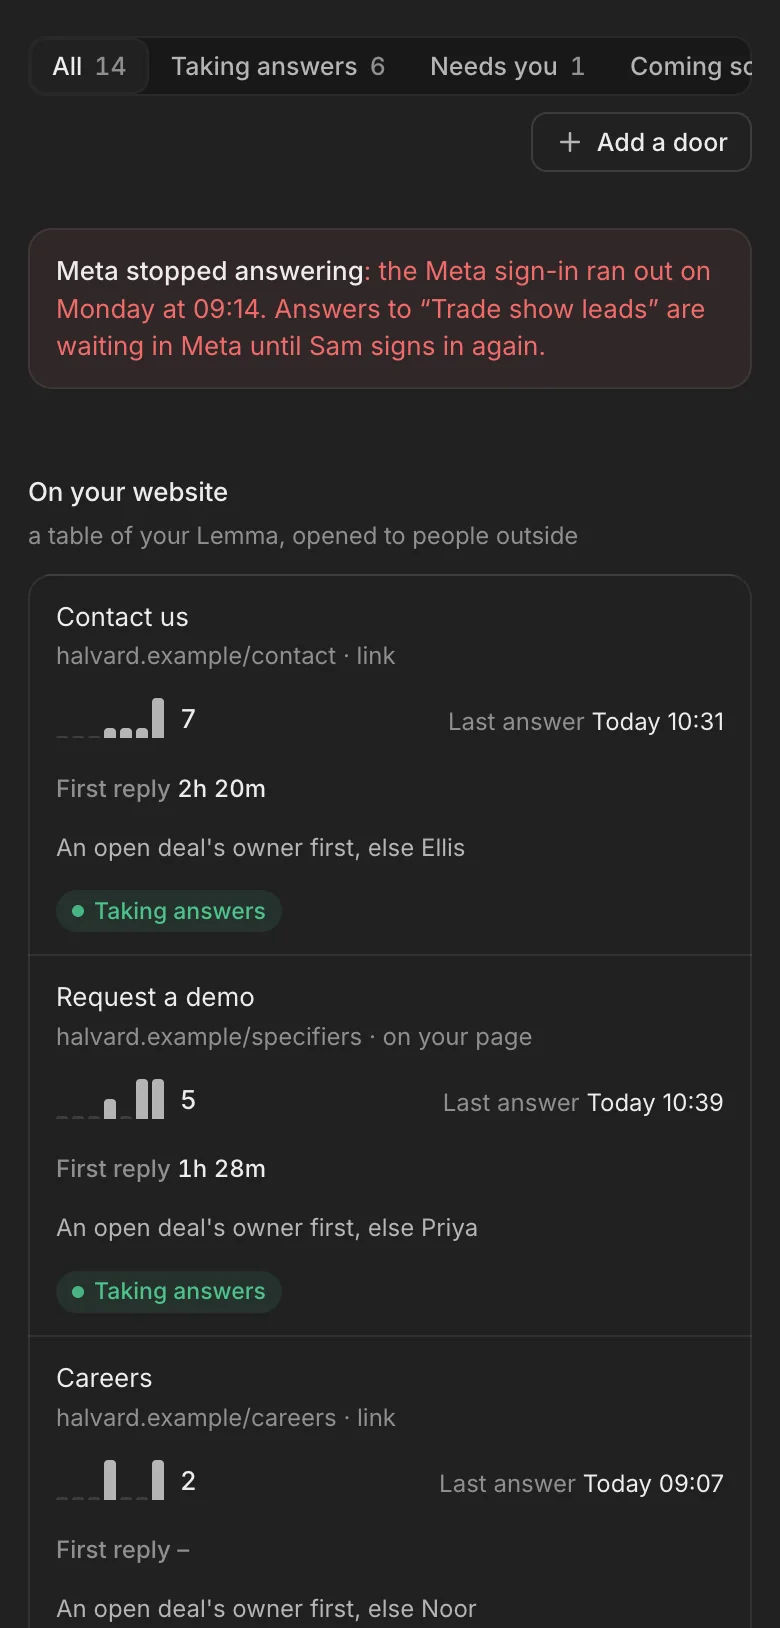 All 14 Taking answers 6 Needs you 1 Coming
+ Add a door
Meta stopped answering: the Meta sign-in ran out on
Monday at 09:14. Answers to “Trade show leads” are
waiting in Meta until Sam signs in again.
On your website
a table of your Lemma, opened to people outside
Contact us
halvard.example/contact · link
7 Last answer Today 10:31
First reply 2h 20m
An open deal's owner first, else Ellis
Taking answers
Request a demo
halvard.example/specifiers · on your page
5 Last answer Today 10:39
First reply 1h 28m
An open deal's owner first, else Priya
Taking answers
Careers
halvard.example/careers · link
2 Last answer Today 09:07
First reply –
An open deal's owner first, else Noor